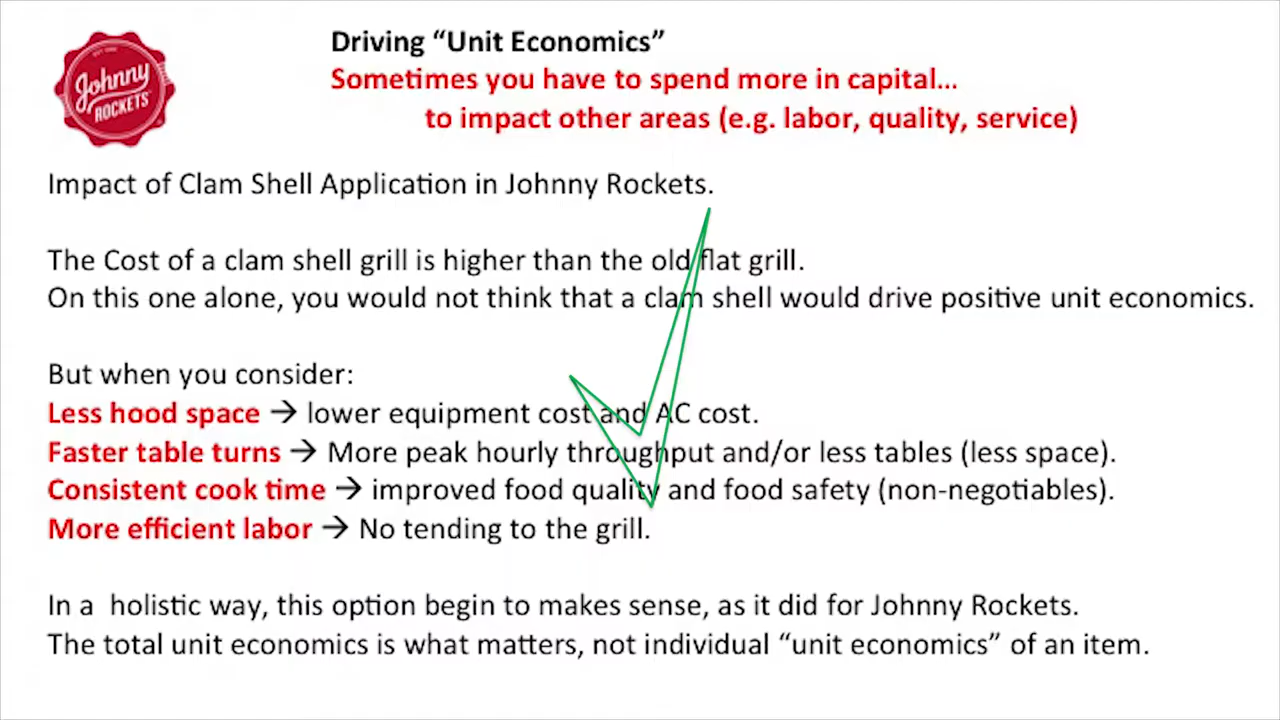 EST 1986
Johnny
ROCKETS
Driving “Unit Economics”
Sometimes you have to spend more in capital…
to impact other areas (e.g. labor, quality, service)
Impact of Clam Shell Application in Johnny Rockets.
The Cost of a clam shell grill is higher than the old flat grill.
On this one alone, you would not think that a clam shell would drive positive unit economics.
But when you consider:
Less hood space → lower equipment cost and AC cost.
Faster table turns → More peak hourly throughput and/or less tables (less space).
Consistent cook time → improved food quality and food safety (non-negotiables).
More efficient labor → No tending to the grill.
In a  holistic way, this option begin to makes sense, as it did for Johnny Rockets.
The total unit economics is what matters, not individual “unit economics” of an item.